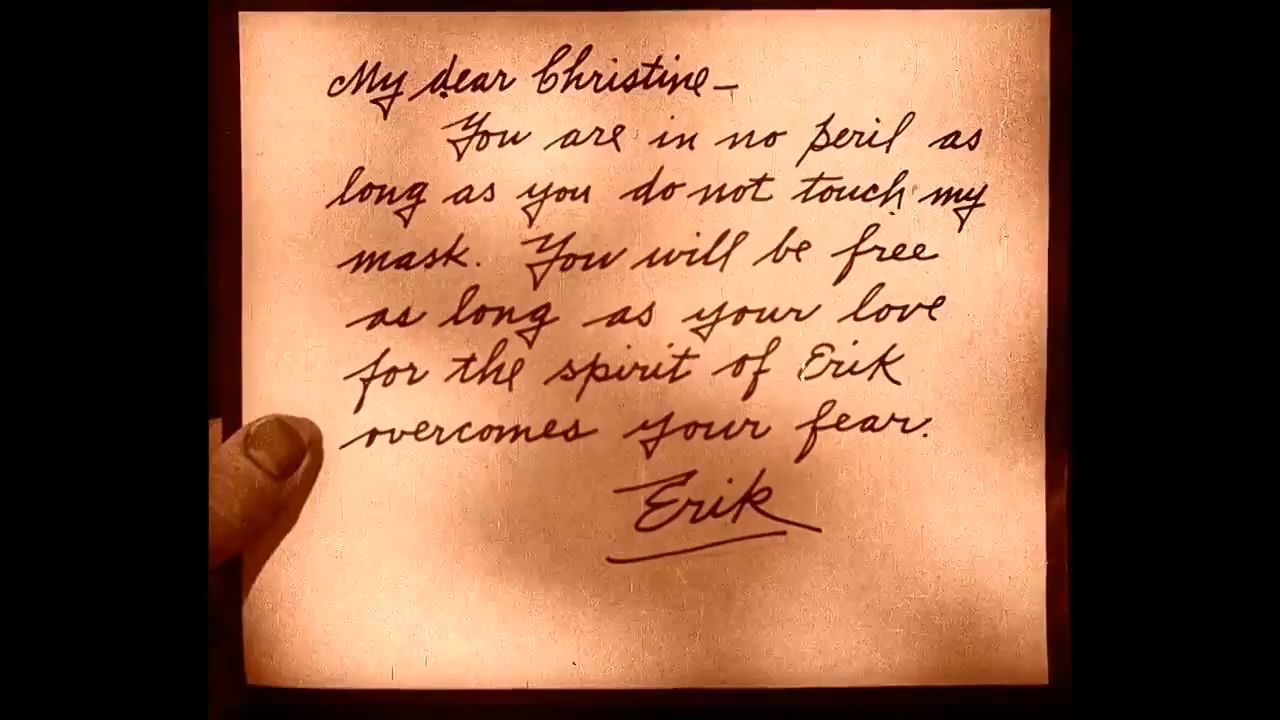 My dear Christine—
You are in no peril as
long as you do not touch my
mask. You will be free
as long as your love
for the spirit of Erik
overcomes your fear.
Erik